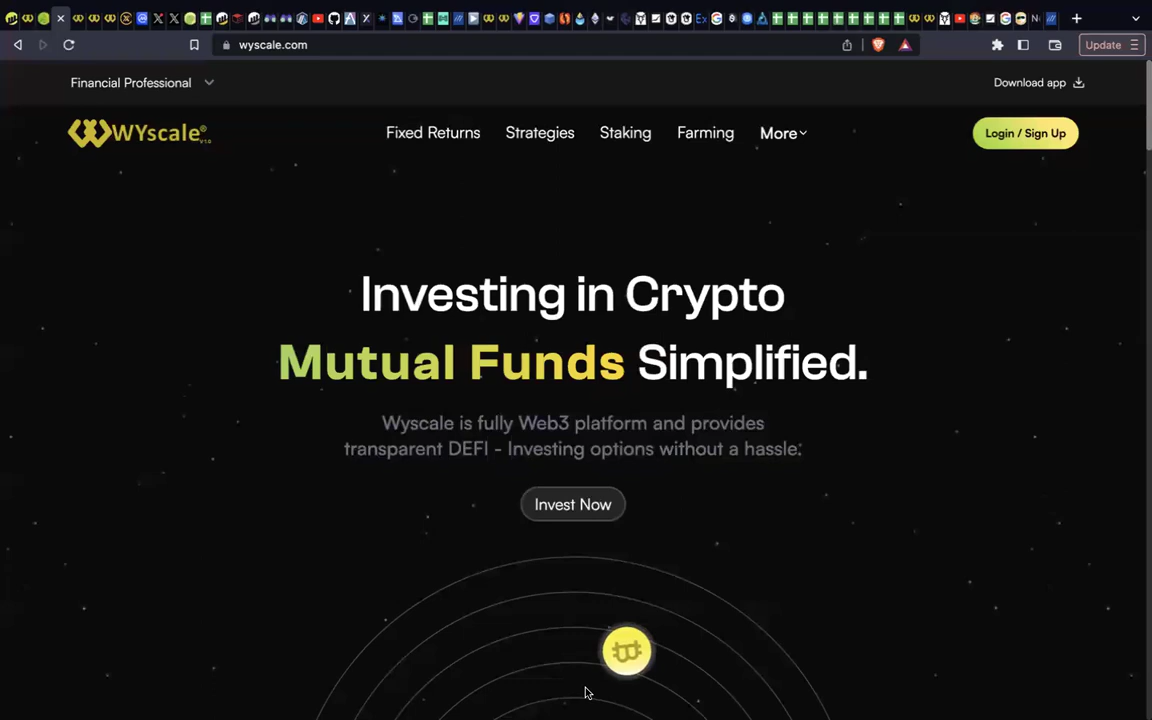 wyscale.com
Update
Financial Professional
Download app
WYscale®
V 1.0
Fixed Returns
Strategies
Staking
Farming
More
Login / Sign Up
Investing in Crypto
Mutual Funds Simplified.
Wyscale is fully Web3 platform and provides
transparent DEFI - Investing options without a hassle.
Invest Now